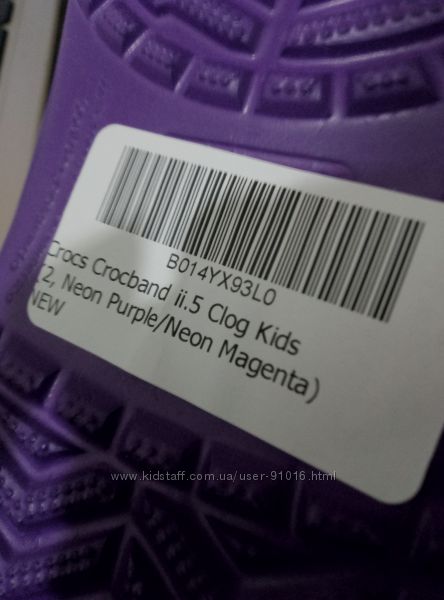 B014YX93L0
Crocs Crocband ii.5 Clog Kids
2, Neon Purple/Neon Magenta)
NEW
www.kidstaff.com.ua/user-91016.html